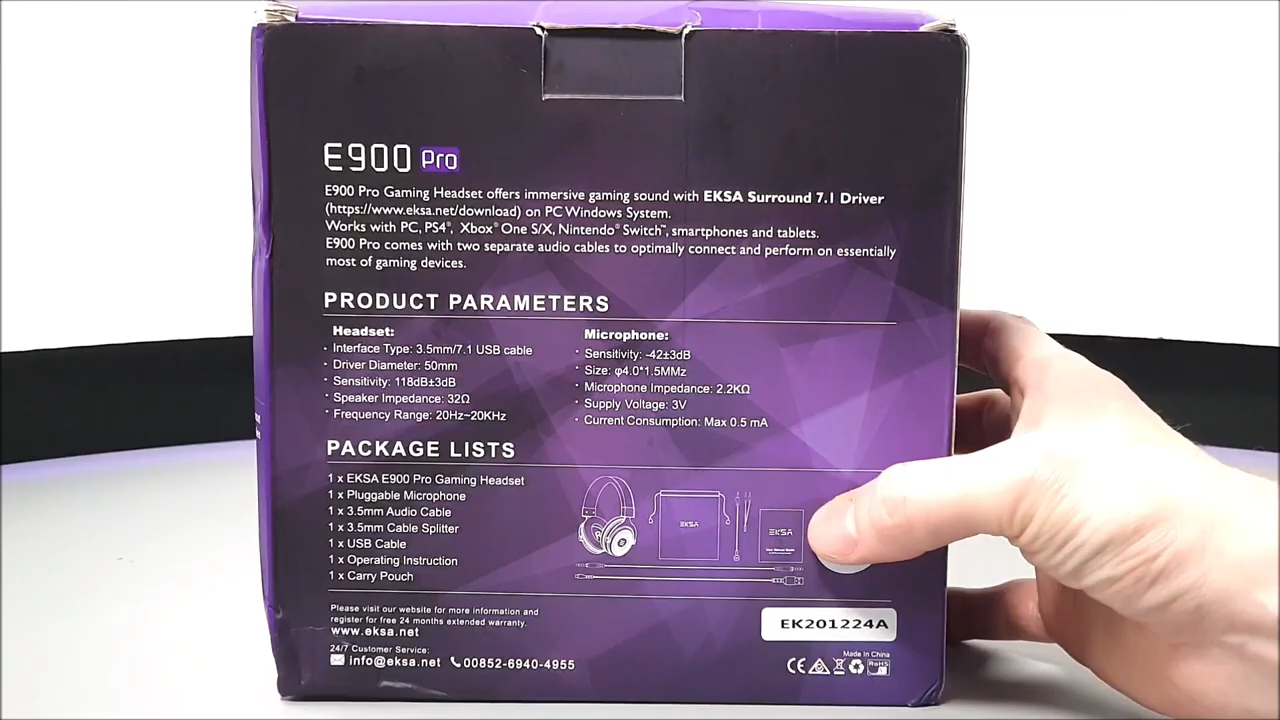 E900 Pro
E900 Pro Gaming Headset offers immersive gaming sound with EKSA Surround 7.1 Driver
(https://www.eksa.net/download) on PC Windows System.
Works with PC, PS4®, Xbox® One S/X, Nintendo® Switch™, smartphones and tablets.
E900 Pro comes with two separate audio cables to optimally connect and perform on essentially
most of gaming devices.
PRODUCT PARAMETERS
Headset:
· Interface Type: 3.5mm/7.1 USB cable
· Driver Diameter: 50mm
· Sensitivity: 118dB±3dB
· Speaker Impedance: 32Ω
· Frequency Range: 20Hz~20KHz
Microphone:
· Sensitivity: -42±3dB
· Size: φ4.0*1.5MMz
· Microphone Impedance: 2.2KΩ
· Supply Voltage: 3V
· Current Consumption: Max 0.5 mA
PACKAGE LISTS
1 x EKSA E900 Pro Gaming Headset
1 x Pluggable Microphone
1 x 3.5mm Audio Cable
1 x 3.5mm Cable Splitter
1 x USB Cable
1 x Operating Instruction
1 x Carry Pouch
EKSA
EKSA
Please visit our website for more information and
register for free 24 months extended warranty.
www.eksa.net
24/7 Customer Service:
info@eksa.net 00852-6940-4955
EK201224A
Made In China
CE RoHS